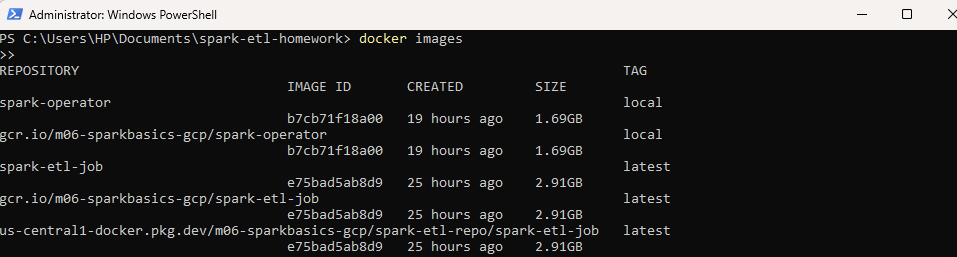 Administrator: Windows PowerShell
PS C:\Users\HP\Documents\spark-etl-homework> docker images
>>
REPOSITORY TAG
IMAGE ID CREATED SIZE
spark-operator local
b7cb71f18a00 19 hours ago 1.69GB
gcr.io/m06-sparkbasics-gcp/spark-operator local
b7cb71f18a00 19 hours ago 1.69GB
spark-etl-job latest
e75bad5ab8d9 25 hours ago 2.91GB
gcr.io/m06-sparkbasics-gcp/spark-etl-job latest
e75bad5ab8d9 25 hours ago 2.91GB
us-central1-docker.pkg.dev/m06-sparkbasics-gcp/spark-etl-repo/spark-etl-job latest
e75bad5ab8d9 25 hours ago 2.91GB